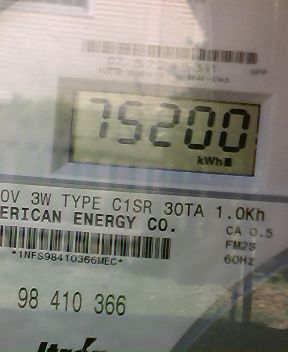 75200
kWh
0V 3W TYPE C1SR 30TA 1.0Kh
ERICAN ENERGY CO.
CA 0.5
FM2S
60Hz
*1NFS98410366MEC*
98 410 366
Itron